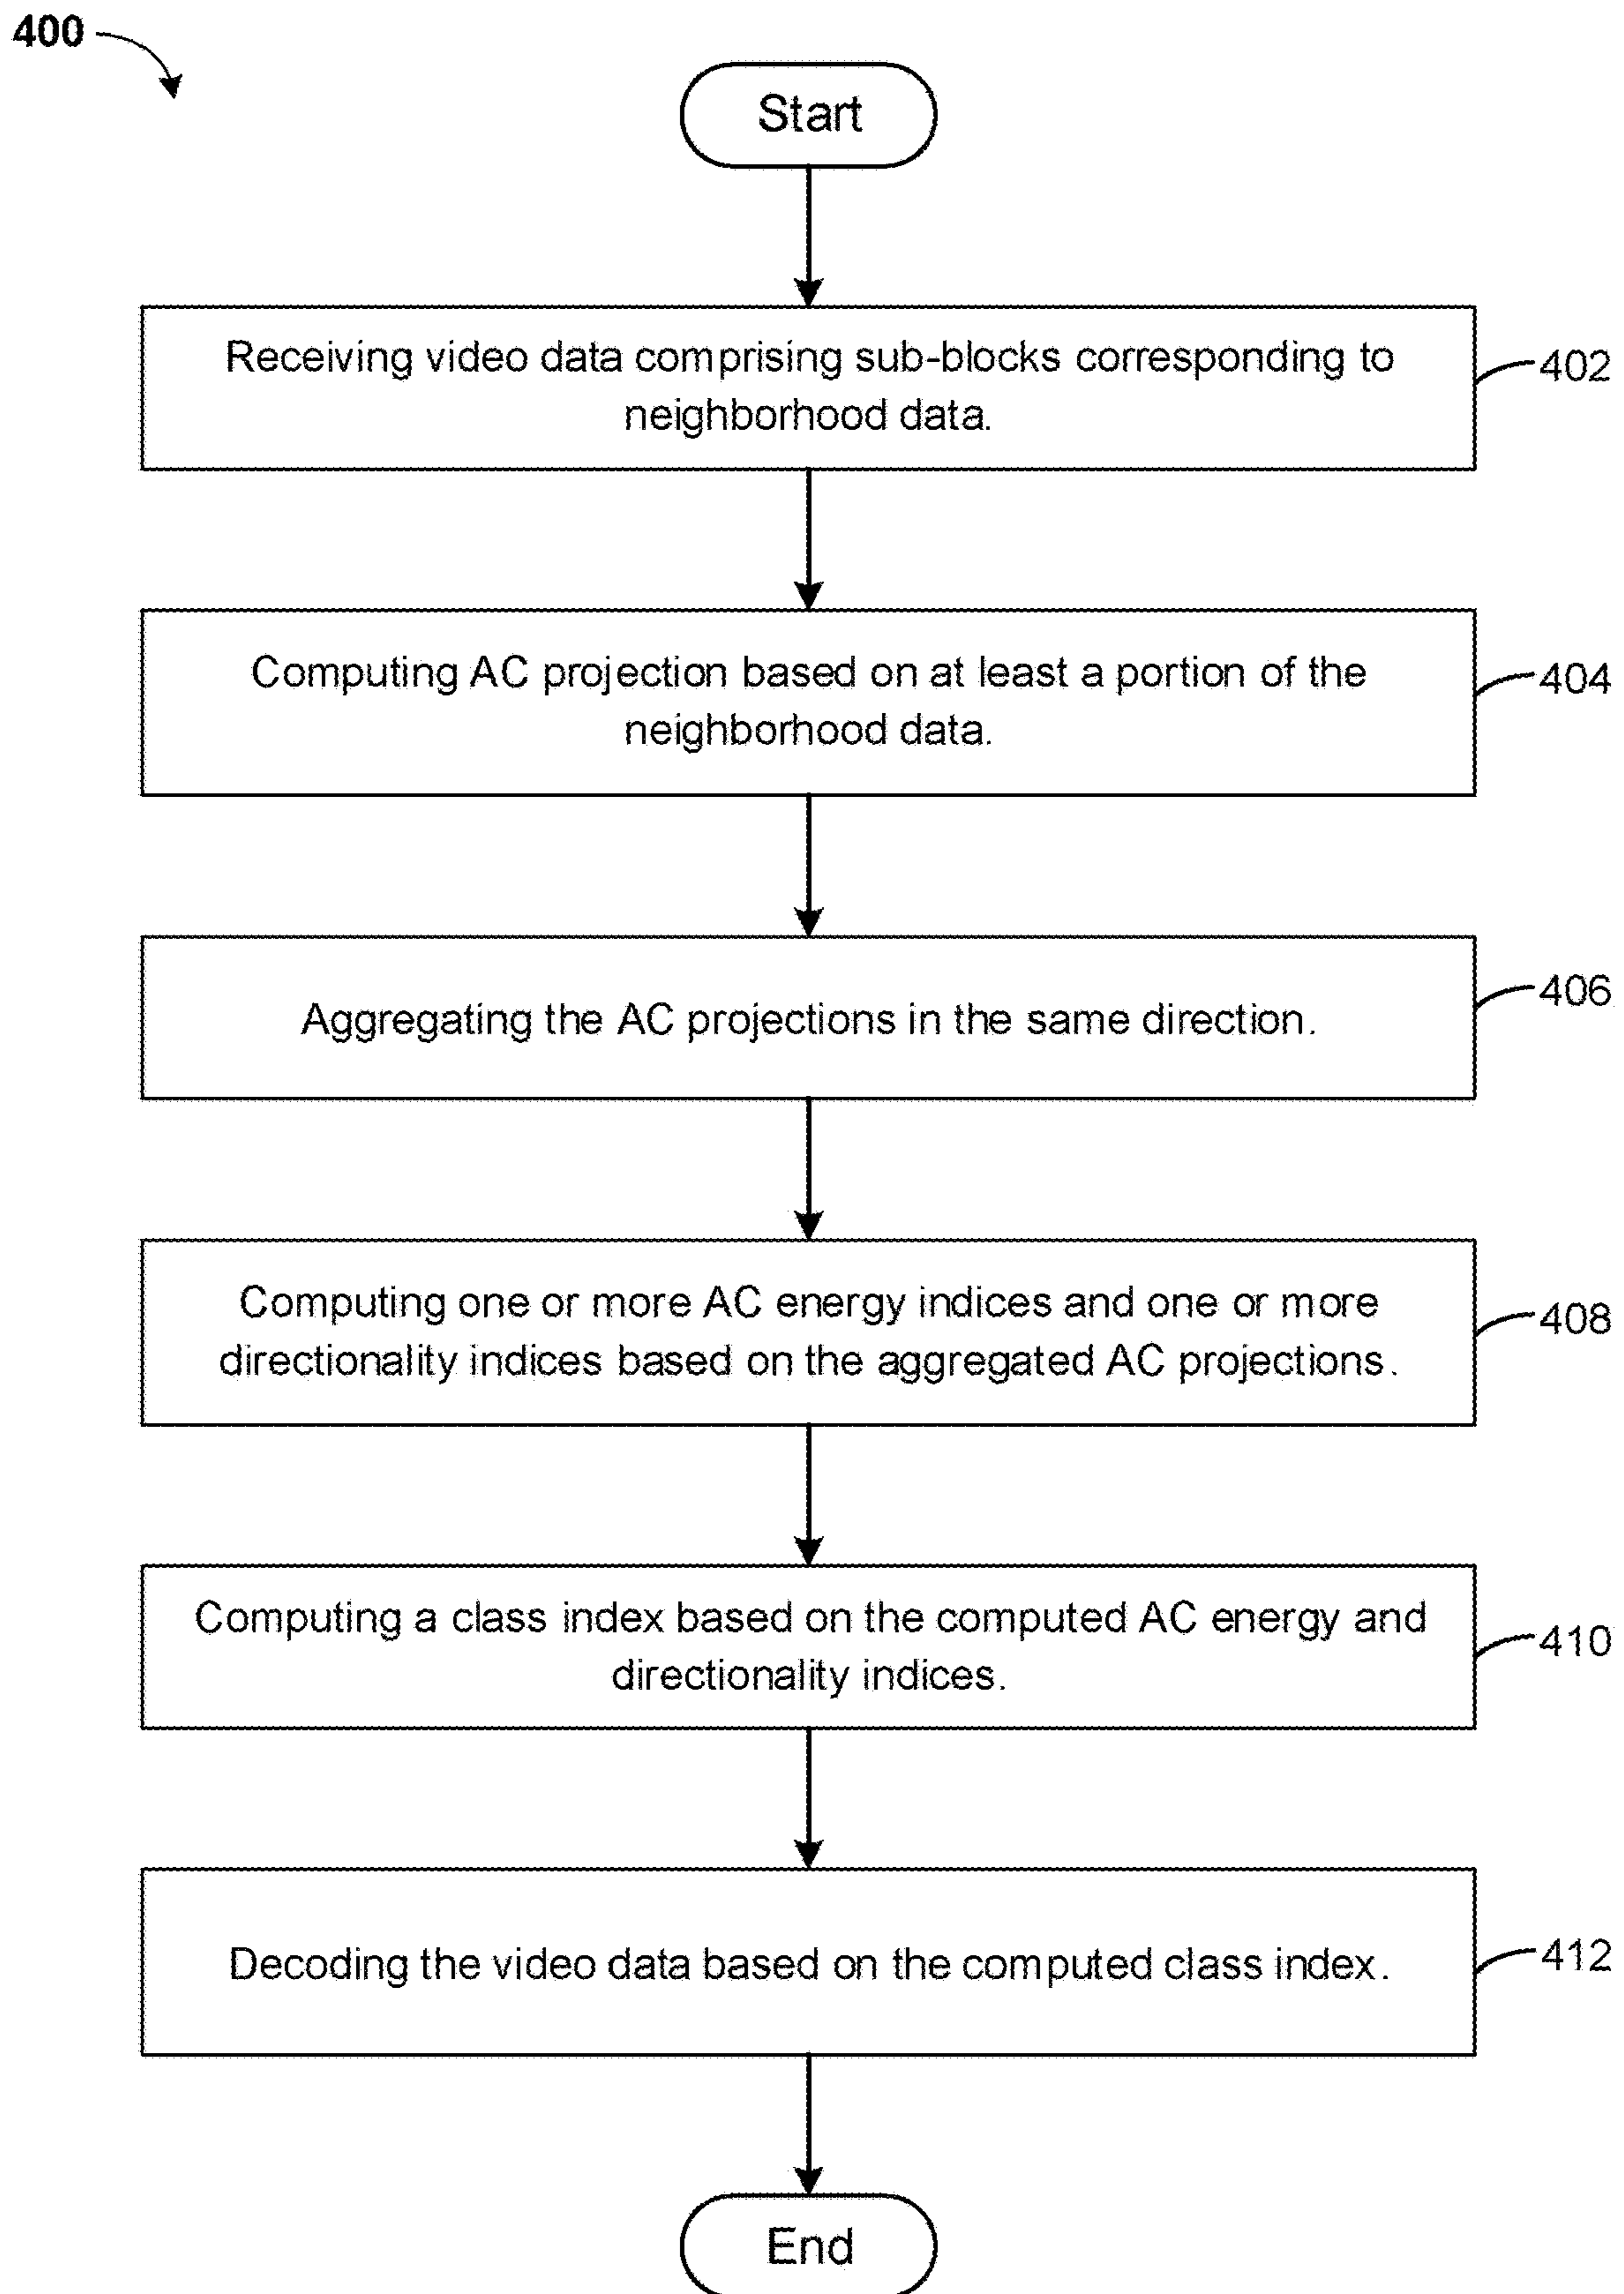 400
Start
Receiving video data comprising sub-blocks corresponding to
neighborhood data.
402
Computing AC projection based on at least a portion of the
neighborhood data.
404
Aggregating the AC projections in the same direction.
406
Computing one or more AC energy indices and one or more
directionality indices based on the aggregated AC projections.
408
Computing a class index based on the computed AC energy and
directionality indices.
410
Decoding the video data based on the computed class index.
412
End